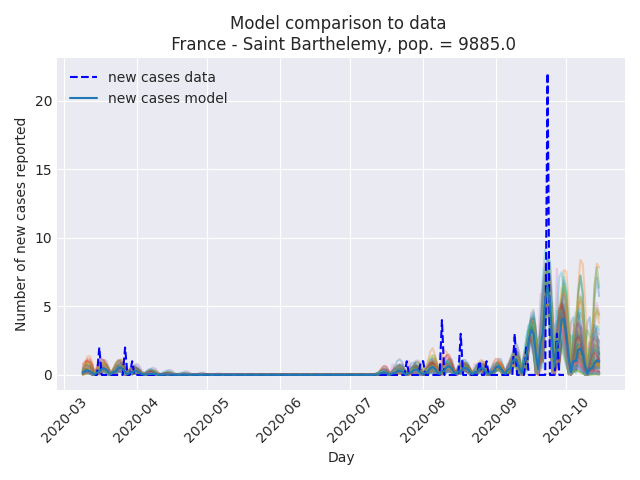 Model comparison to data
France - Saint Barthelemy, pop. = 9885.0
new cases data
new cases model
Number of new cases reported
20
15
10
5
0
2020-03
2020-04
2020-05
2020-06
2020-07
2020-08
2020-09
2020-10
Day